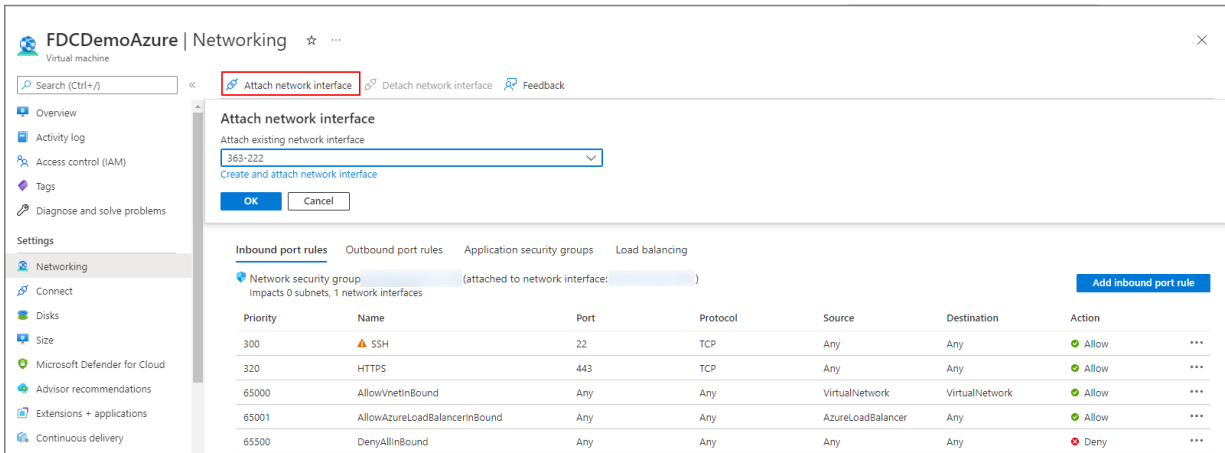 FDCDemoAzure | Networking ☆ ···
Virtual machine
Search (Ctrl+/)
«
Attach network interface
Detach network interface
Feedback
Overview
Activity log
Access control (IAM)
Tags
Diagnose and solve problems
Settings
Networking
Connect
Disks
Size
Microsoft Defender for Cloud
Advisor recommendations
Extensions + applications
Continuous delivery
Attach network interface
Attach existing network interface
363-222
Create and attach network interface
OK Cancel
Inbound port rules Outbound port rules Application security groups Load balancing
Network security group (attached to network interface: )
Impacts 0 subnets, 1 network interfaces
Add inbound port rule
Priority Name Port Protocol Source Destination Action
300 SSH 22 TCP Any Any Allow ···
320 HTTPS 443 TCP Any Any Allow ···
65000 AllowVnetInBound Any Any VirtualNetwork VirtualNetwork Allow ···
65001 AllowAzureLoadBalancerInBound Any Any AzureLoadBalancer Any Allow ···
65500 DenyAllInBound Any Any Any Any Deny ···